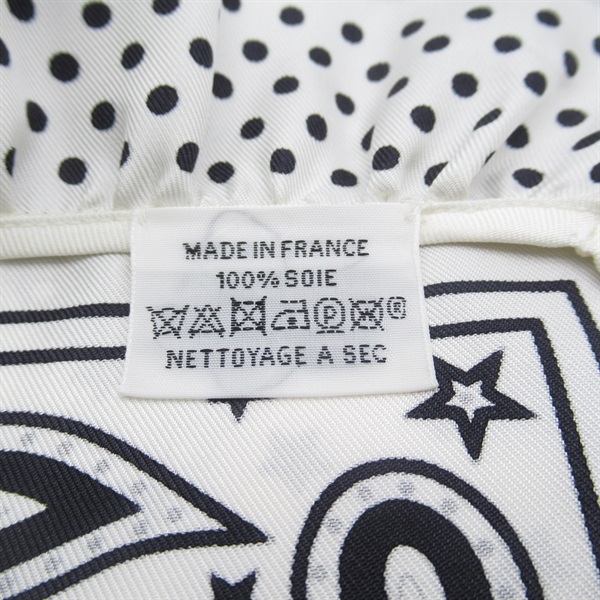 MADE IN FRANCE
100% SOIE
P ®
NETTOYAGE A SEC